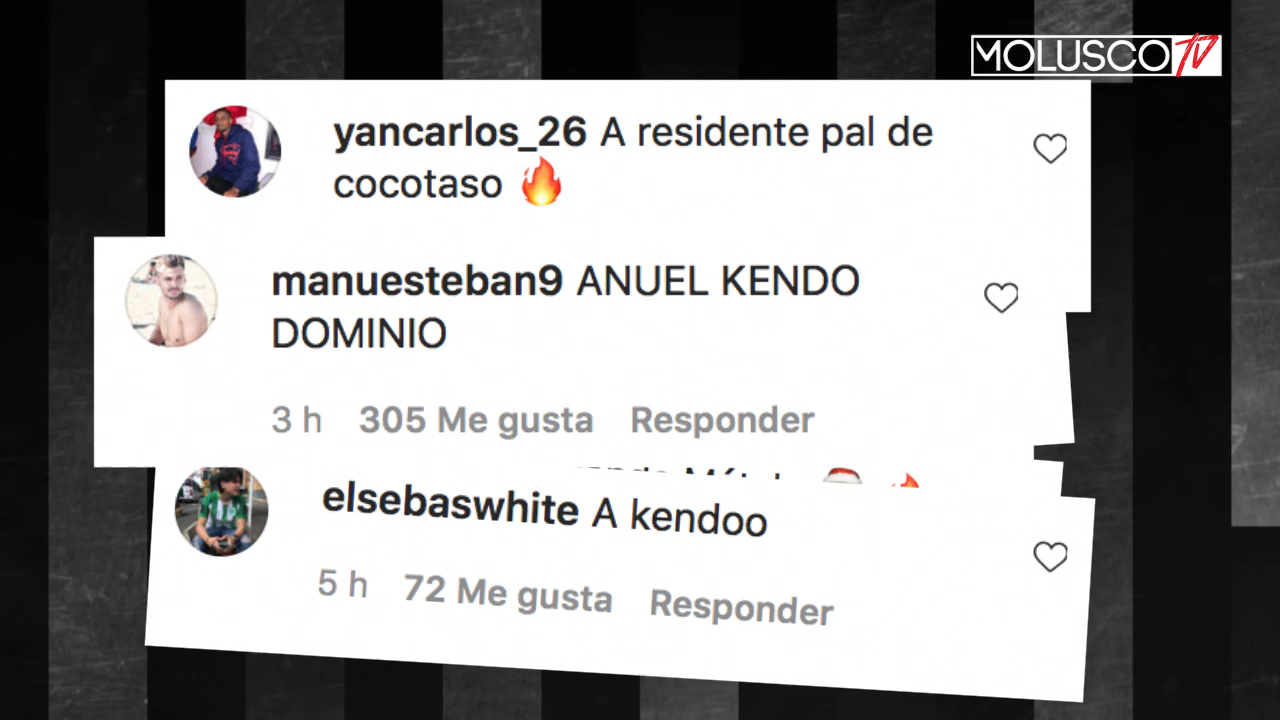 MOLUSCO TV
yancarlos_26 A residente pal de
cocotaso 🔥
manuesteban9 ANUEL KENDO
DOMINIO
3 h 305 Me gusta Responder
elsebaswhite A kendoo
5 h 72 Me gusta Responder